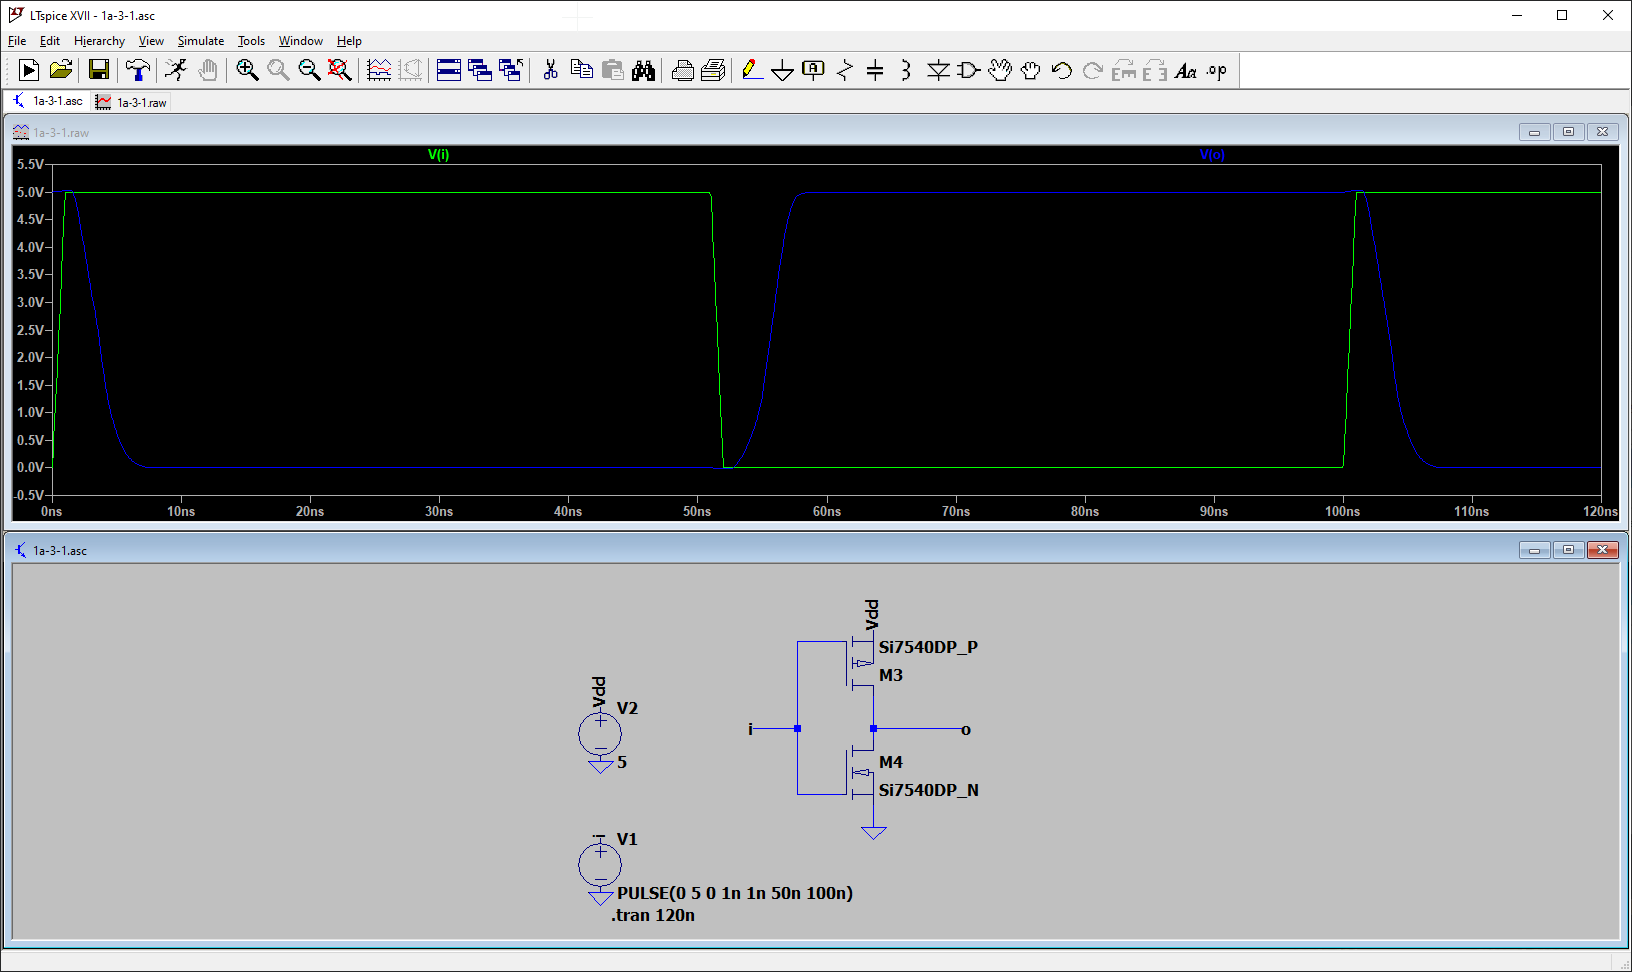 LTspice XVII - 1a-3-1.asc
File Edit Hierarchy View Simulate Tools Window Help
A Aa .op
1a-3-1.asc 1a-3-1.raw
1a-3-1.raw
V(i) V(o)
5.5V
5.0V
4.5V
4.0V
3.5V
3.0V
2.5V
2.0V
1.5V
1.0V
0.5V
0.0V
-0.5V
0ns 10ns 20ns 30ns 40ns 50ns 60ns 70ns 80ns 90ns 100ns 110ns 120ns
1a-3-1.asc
Vdd
Si7540DP_P
M3
Vdd
V2
5
i o
M4
Si7540DP_N
i
V1
PULSE(0 5 0 1n 1n 50n 100n)
.tran 120n